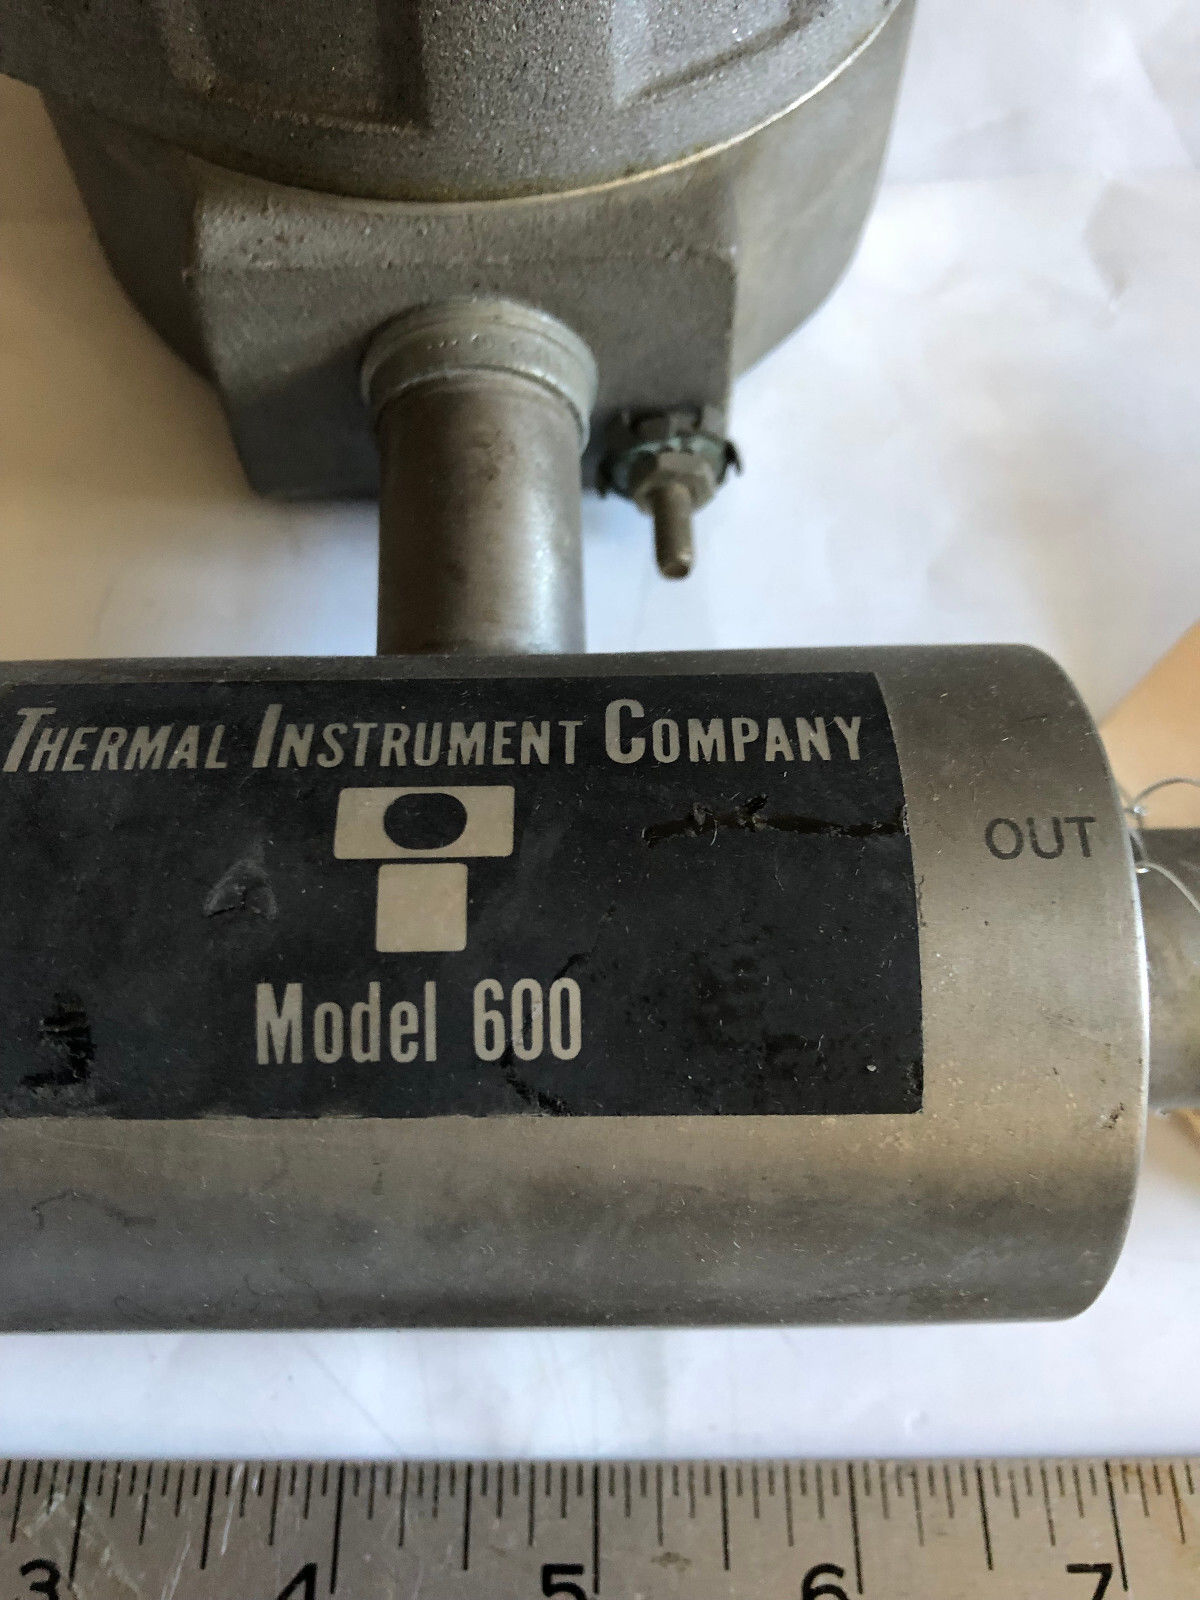 THERMAL INSTRUMENT COMPANY
OUT
Model 600
3 4 5 6 7